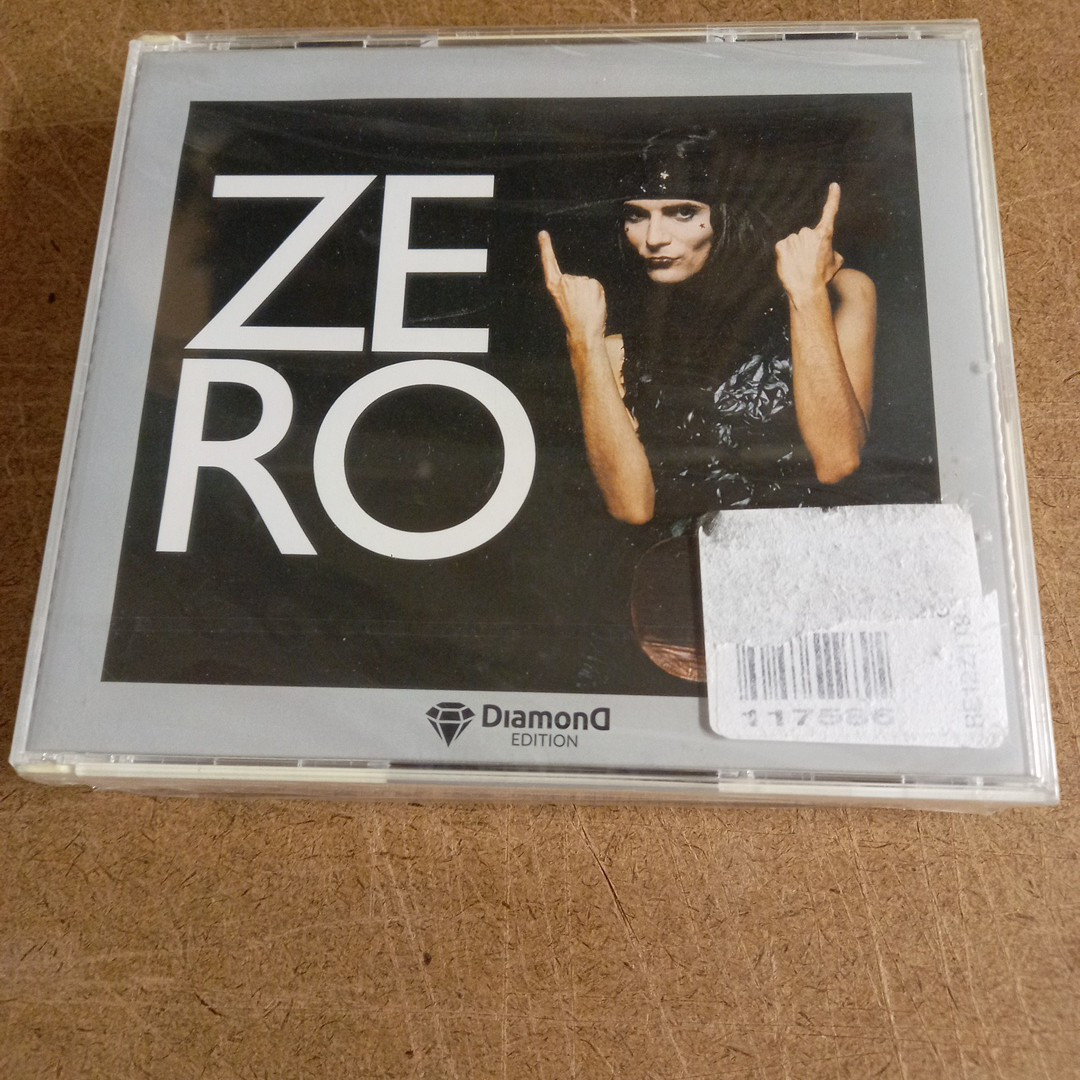 ZE
RO
DIAMOND
EDITION
117586